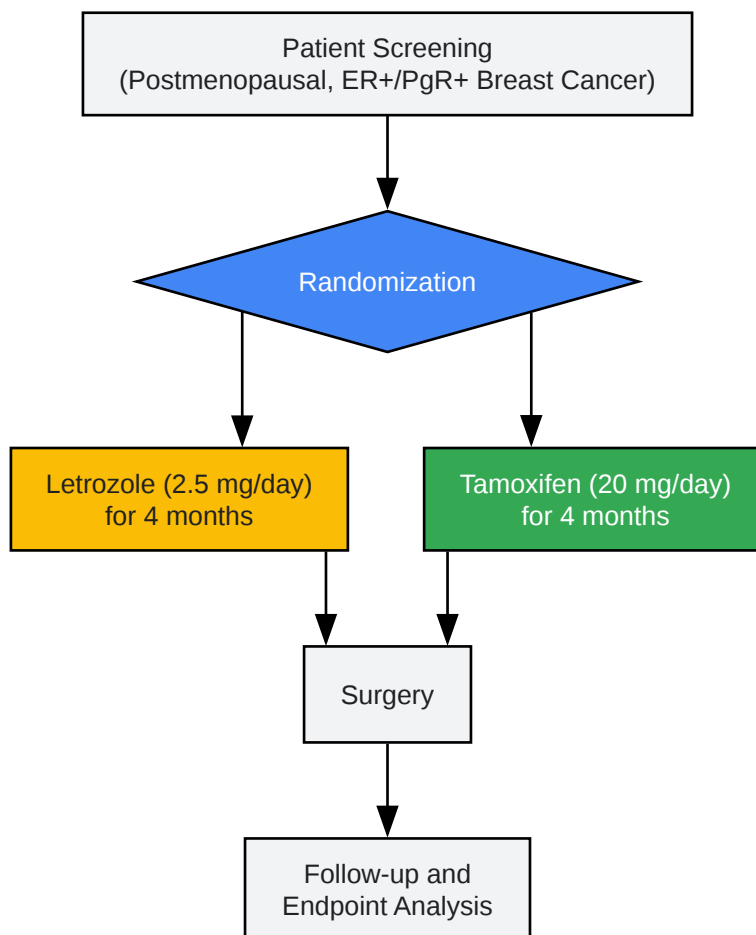 Patient Screening
(Postmenopausal, ER+/PgR+ Breast Cancer)
Randomization
Letrozole (2.5 mg/day)
for 4 months
Tamoxifen (20 mg/day)
for 4 months
Surgery
Follow-up and
Endpoint Analysis